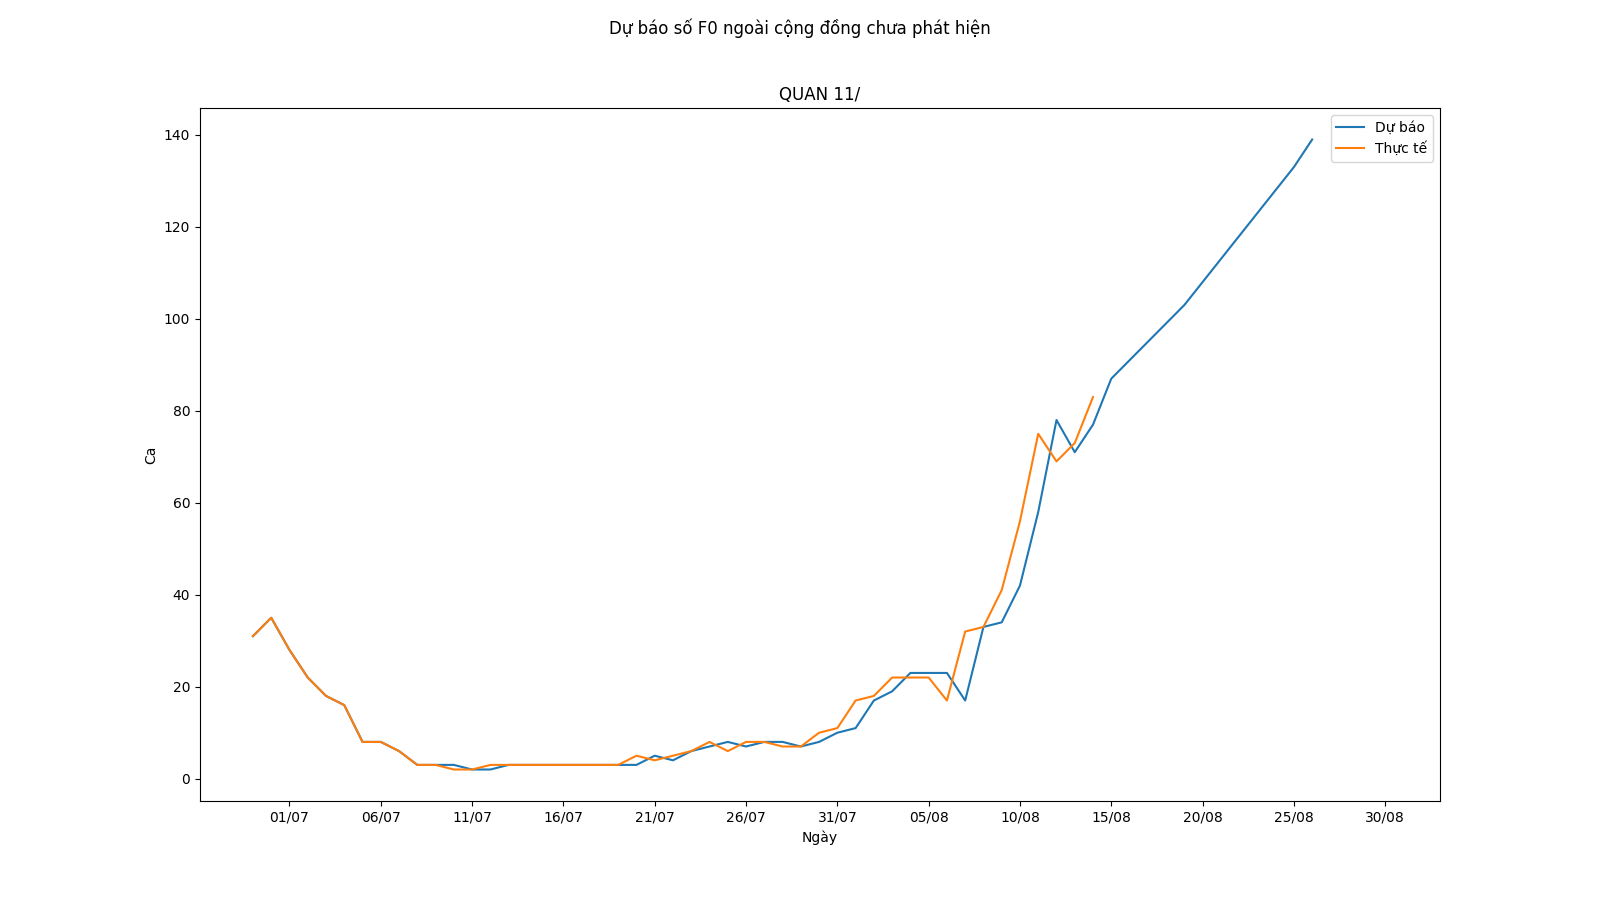 Dự báo số F0 ngoài cộng đồng chưa phát hiện
QUAN 11/
Dự báo
Thực tế
140
120
100
80
60
40
20
0
Ca
01/07 06/07 11/07 16/07 21/07 26/07 31/07 05/08 10/08 15/08 20/08 25/08 30/08
Ngày